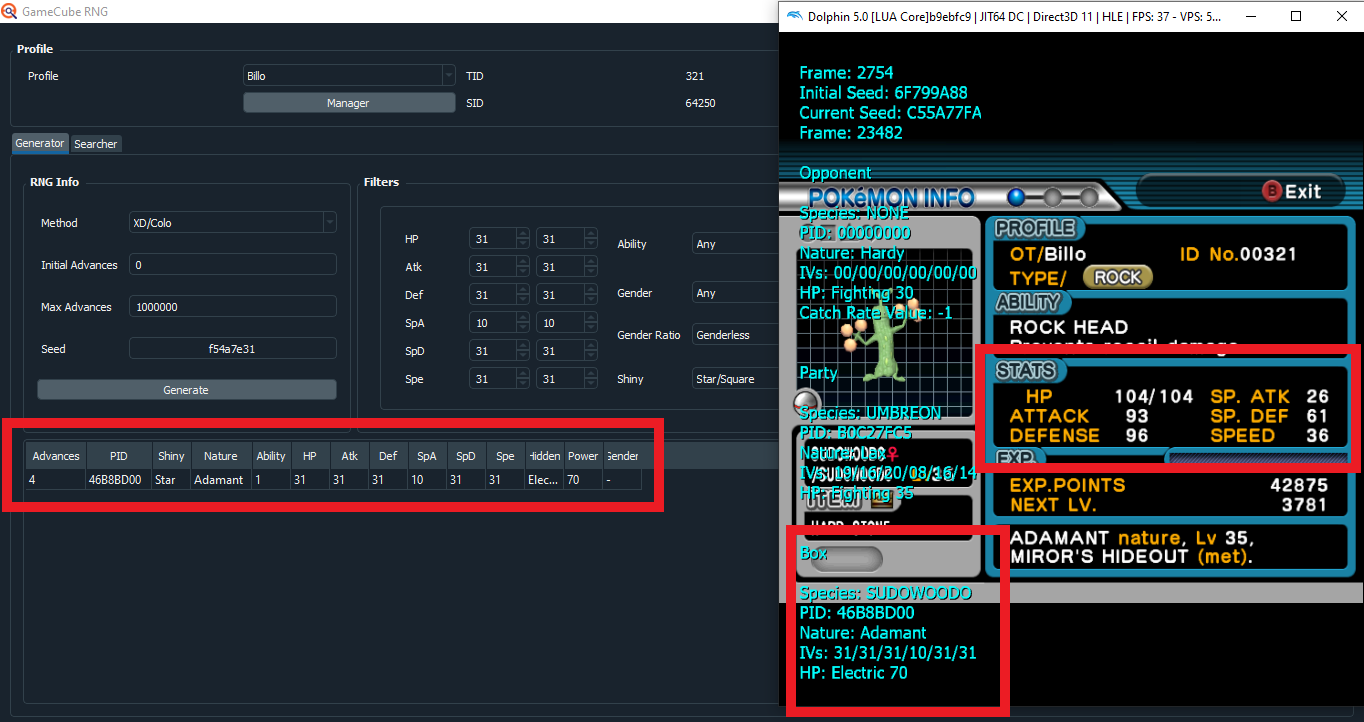 GameCube RNG
Profile
Profile
Billo
TID
321
Manager
SID
64250
Generator Searcher
RNG Info
Method
XD/Colo
Initial Advances
0
Max Advances
1000000
Seed
f54a7e31
Generate
Filters
HP 31 31
Atk 31 31
Def 31 31
SpA 10 10
SpD 31 31
Spe 31 31
Ability Any
Gender Any
Gender Ratio Genderless
Shiny Star/Square
Advances PID Shiny Nature Ability HP Atk Def SpA SpD Spe Hidden Power Gender
4 46B8BD00 Star Adamant 1 31 31 31 10 31 31 Elec... 70 -
Dolphin 5.0 [LUA Core]b9ebfc9 | JIT64 DC | Direct3D 11 | HLE | FPS: 37 - VPS: 5...
Frame: 2754
Initial Seed: 6F799A88
Current Seed: C55A77FA
Frame: 23482
Opponent
POKéMON INFO
B Exit
Species: NONE
PID: 00000000
Nature: Hardy
IVs: 00/00/00/00/00/00
HP: Fighting 30
Catch Rate Value: -1
Party
Species: UMBREON
PID: B0C27FC5
IVs: 19/16/20/08/26/14
HP: Fighting 35
ITEM
HARD STONE
Box
Species: SUDOWOODO
PID: 46B8BD00
Nature: Adamant
IVs: 31/31/31/10/31/31
HP: Electric 70
PROFILE
OT/Billo ID No.00321
TYPE/ ROCK
ABILITY
ROCK HEAD
Prevents recoil damage.
STATS
HP 104/104 SP. ATK 26
ATTACK 93 SP. DEF 61
DEFENSE 96 SPEED 36
EXP.
EXP.POINTS 42875
NEXT LV. 3781
ADAMANT nature, Lv 35,
MIROR'S HIDEOUT (met).